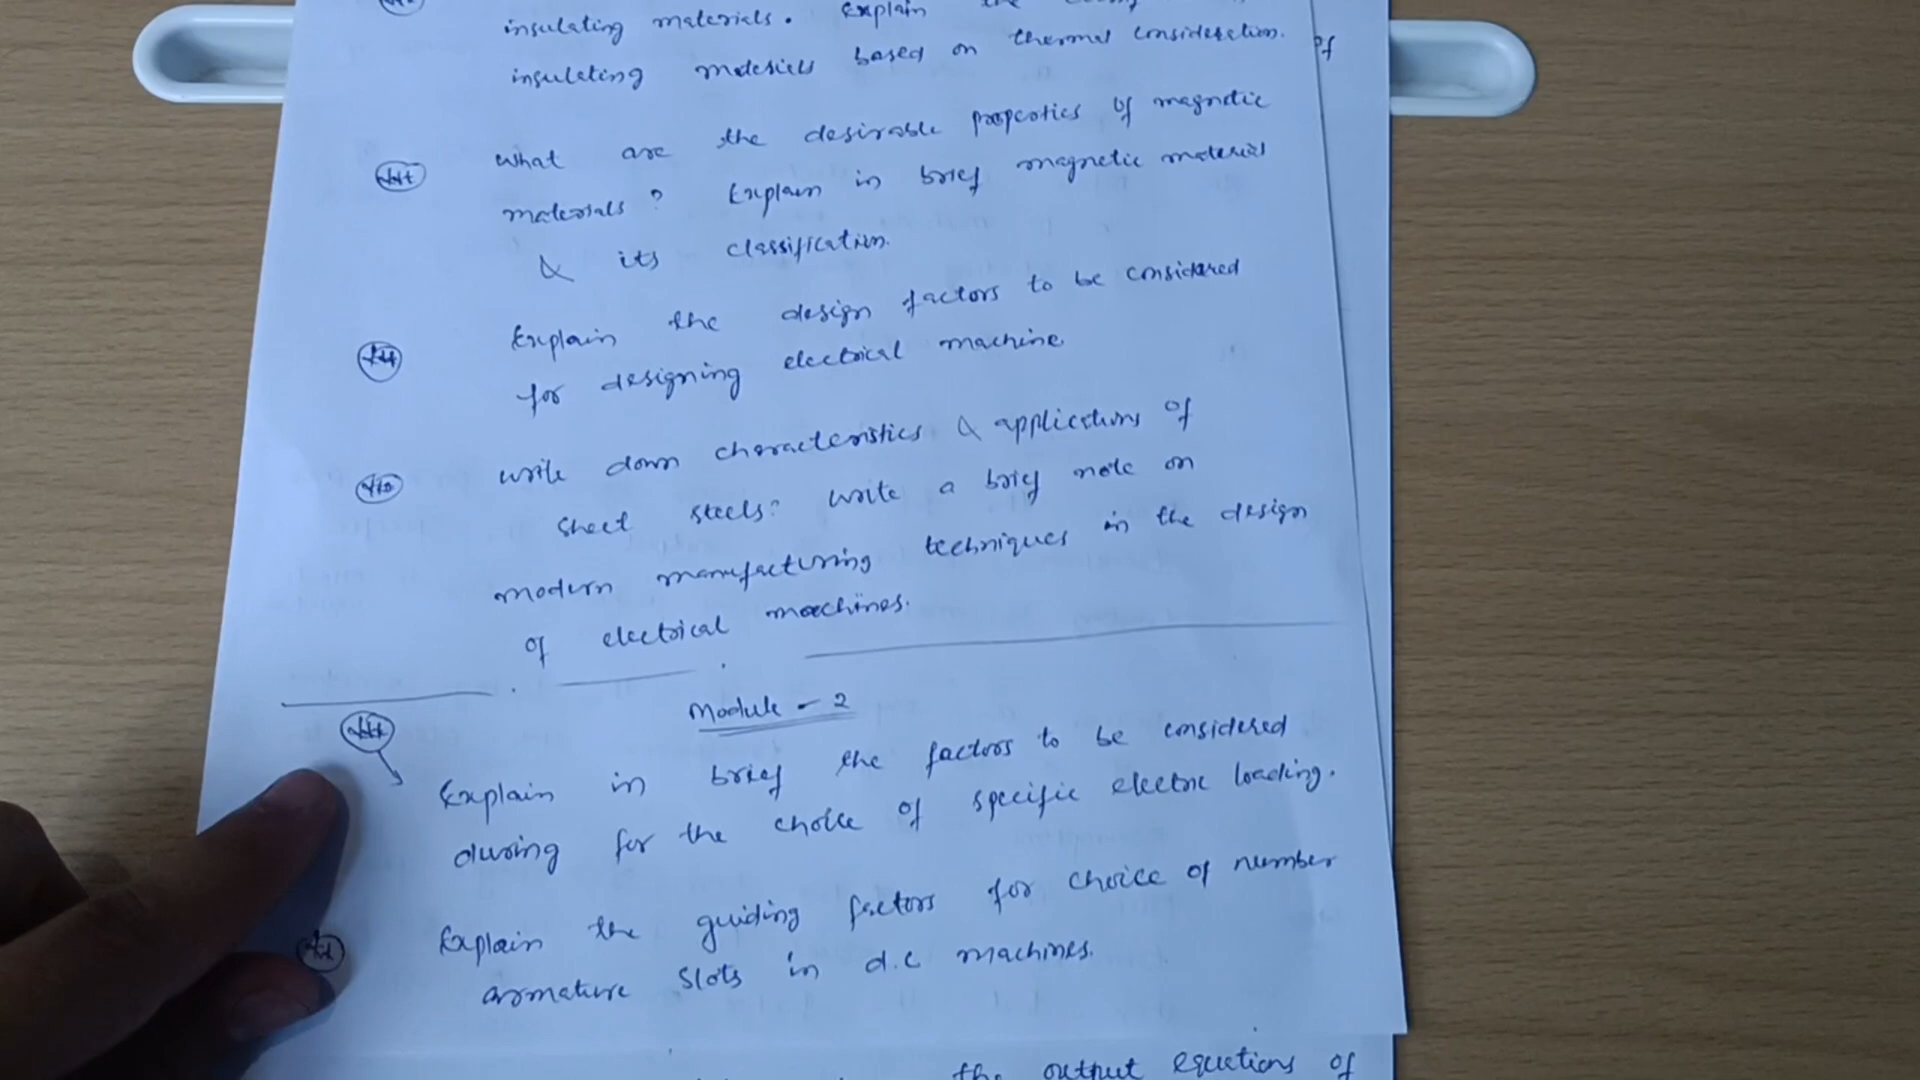 insulating materials. Explain the
insulating materials based on thermal consideration. of
What are the desirable properties of magnetic
materials? Explain in brief magnetic material
& its classification.
Explain the design factors to be considered
for designing electrical machine.
write down characteristics & applications of
sheet steels? Write a brief note on
modern manufacturing techniques in the design
of electrical machines.
Module - 2
Explain in brief the factors to be considered
during for the choice of specific electric loading.
Explain the guiding factors for choice of number
armature slots in d.c machines.
the output equations of